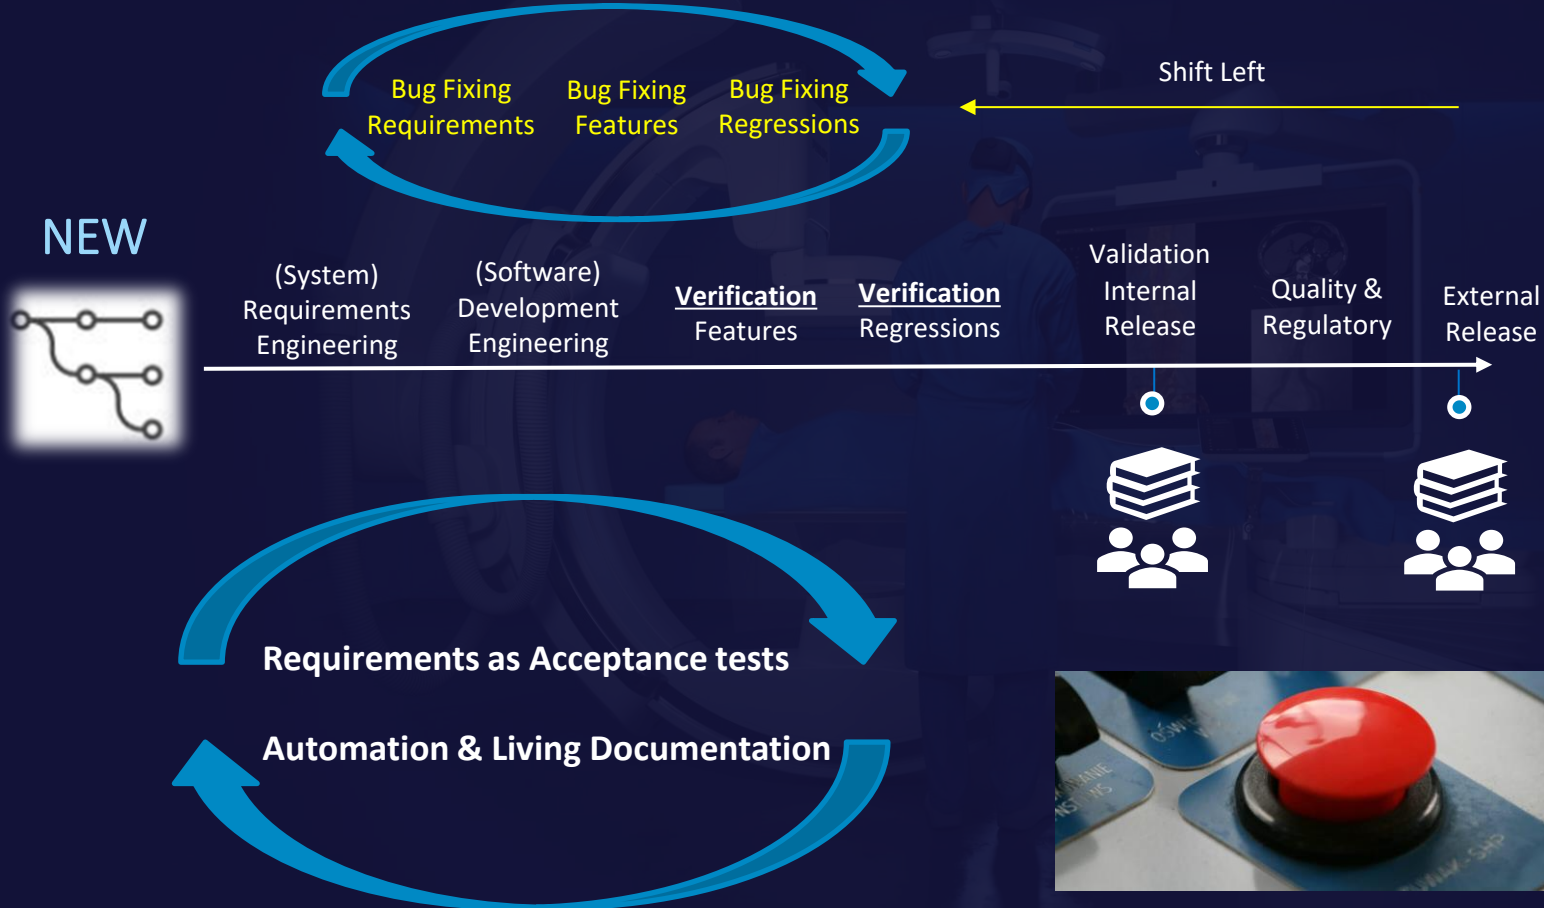 Bug Fixing
Requirements
Bug Fixing
Features
Bug Fixing
Regressions
Shift Left
NEW
(System)
Requirements
Engineering
(Software)
Development
Engineering
Verification
Features
Verification
Regressions
Validation
Internal
Release
Quality &
Regulatory
External
Release
Requirements as Acceptance tests
Automation & Living Documentation